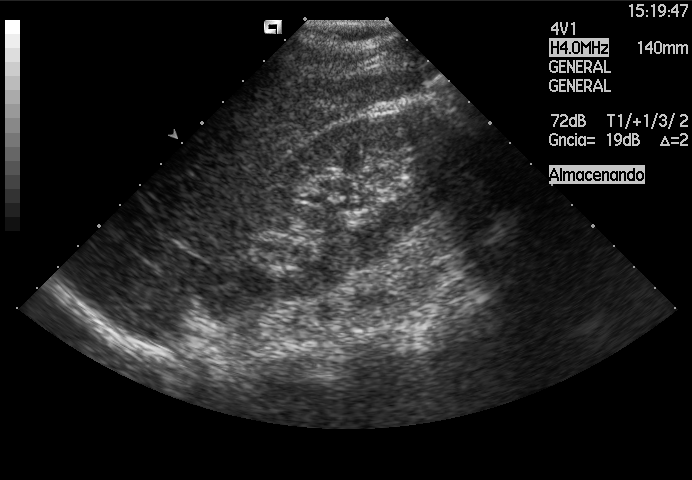 15:19:47
4V1
H4.0MHz 140mm
GENERAL
GENERAL
72dB T1/+1/3/ 2
Gncia= 19dB Δ=2
Almacenando